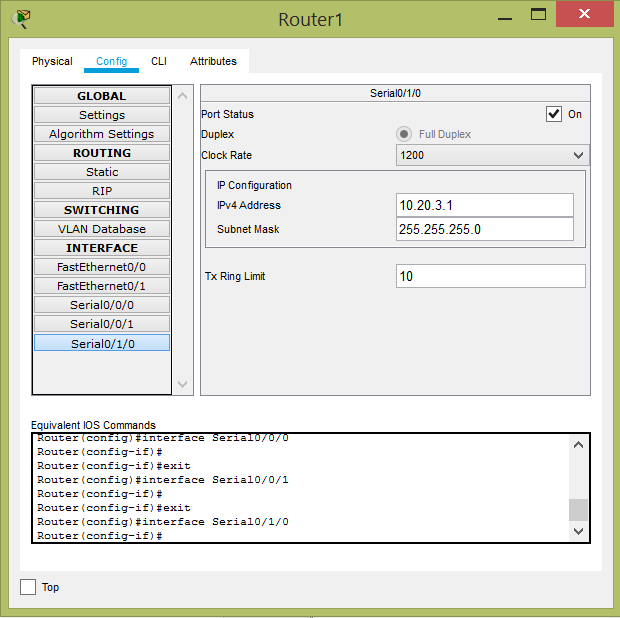 Router1
Physical Config CLI Attributes
GLOBAL
Settings
Algorithm Settings
ROUTING
Static
RIP
SWITCHING
VLAN Database
INTERFACE
FastEthernet0/0
FastEthernet0/1
Serial0/0/0
Serial0/0/1
Serial0/1/0
Serial0/1/0
Port Status On
Duplex Full Duplex
Clock Rate 1200
IP Configuration
IPv4 Address 10.20.3.1
Subnet Mask 255.255.255.0
Tx Ring Limit 10
Equivalent IOS Commands
Router(config)#interface Serial0/0/0
Router(config-if)#
Router(config-if)#exit
Router(config)#interface Serial0/0/1
Router(config-if)#
Router(config-if)#exit
Router(config)#interface Serial0/1/0
Router(config-if)#
Top